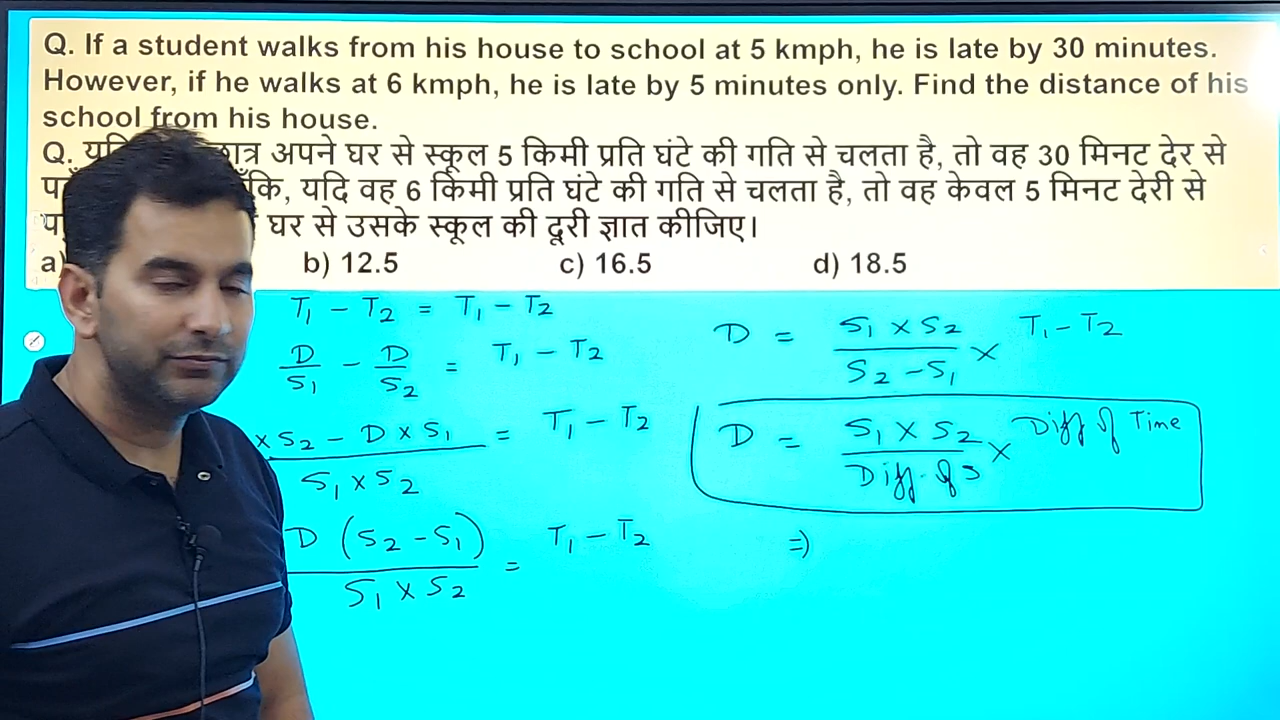 Q. If a student walks from his house to school at 5 kmph, he is late by 30 minutes.
However, if he walks at 6 kmph, he is late by 5 minutes only. Find the distance of his
school from his house.
Q. छात्र अपने घर से स्कूल 5 किमी प्रति घंटे की गति से चलता है, तो वह 30 मिनट देर से
यदि वह 6 किमी प्रति घंटे की गति से चलता है, तो वह केवल 5 मिनट देरी से
घर से उसके स्कूल की दूरी ज्ञात कीजिए।
a) b) 12.5 c) 16.5 d) 18.5
T₁ - T₂ = T₁ - T₂
D/S₁ - D/S₂ = T₁ - T₂
x S₂ - D x S₁ / S₁ x S₂ = T₁ - T₂
D (S₂ - S₁) / S₁ x S₂ = T₁ - T₂
D = S₁ x S₂ / S₂ - S₁ x T₁ - T₂
D = S₁ x S₂ / Diff. of S x Diff of Time
⇒